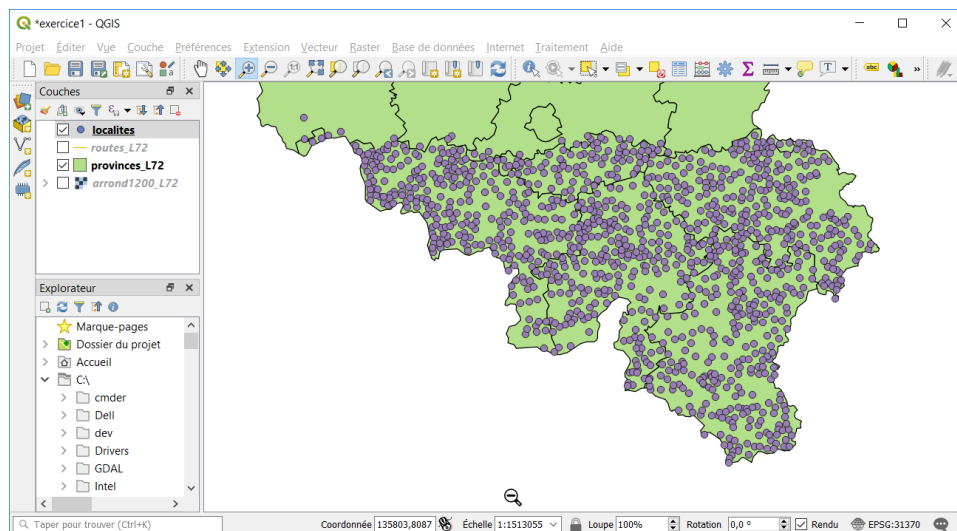 *exercice1 - QGIS
Projet Éditer Vue Couche Préférences Extension Vecteur Raster Base de données Internet Traitement Aide
Couches
localites
routes_L72
provinces_L72
arrond1200_L72
Explorateur
Marque-pages
Dossier du projet
Accueil
C:\
cmder
Dell
dev
Drivers
GDAL
Intel
Taper pour trouver (Ctrl+K)
Coordonnée 135803,8087
Échelle 1:1513055
Loupe 100%
Rotation 0,0 °
Rendu
EPSG:31370